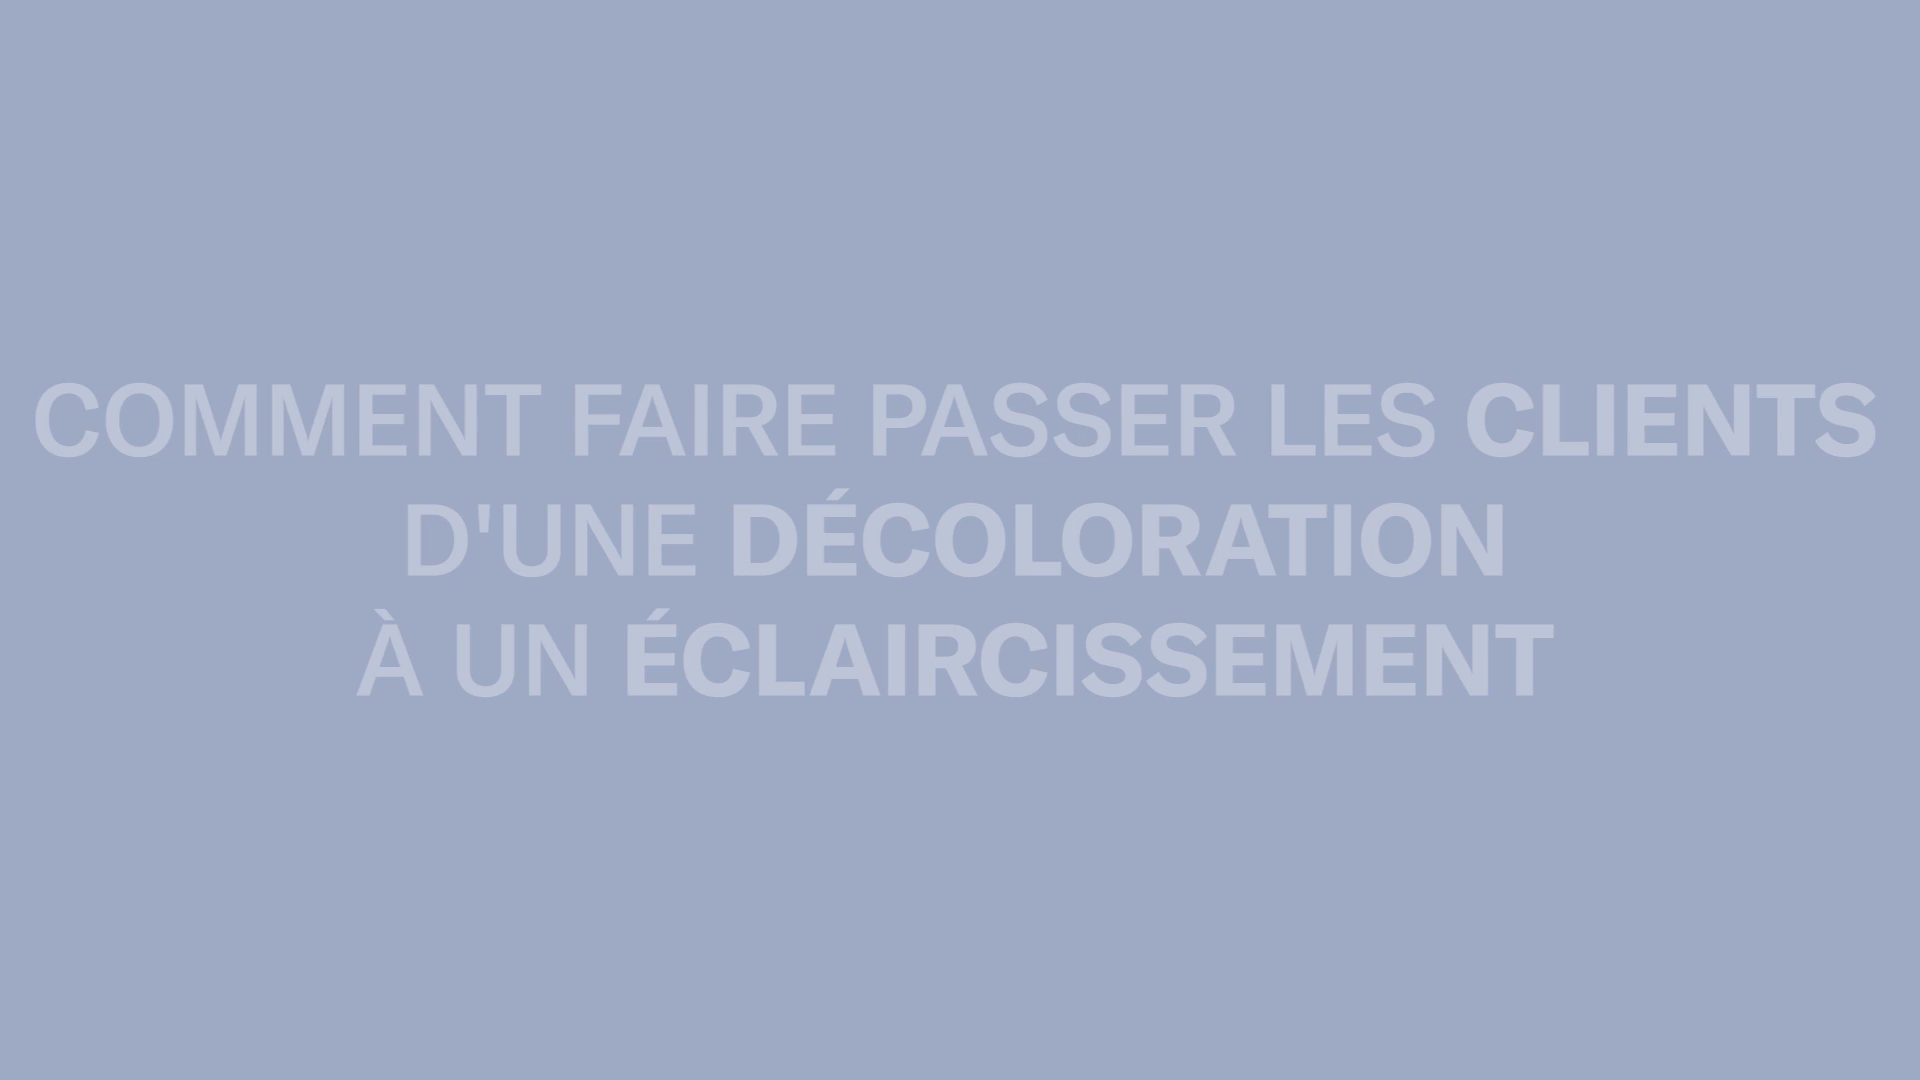 COMMENT FAIRE PASSER LES CLIENTS
D'UNE DÉCOLORATION
À UN ÉCLAIRCISSEMENT